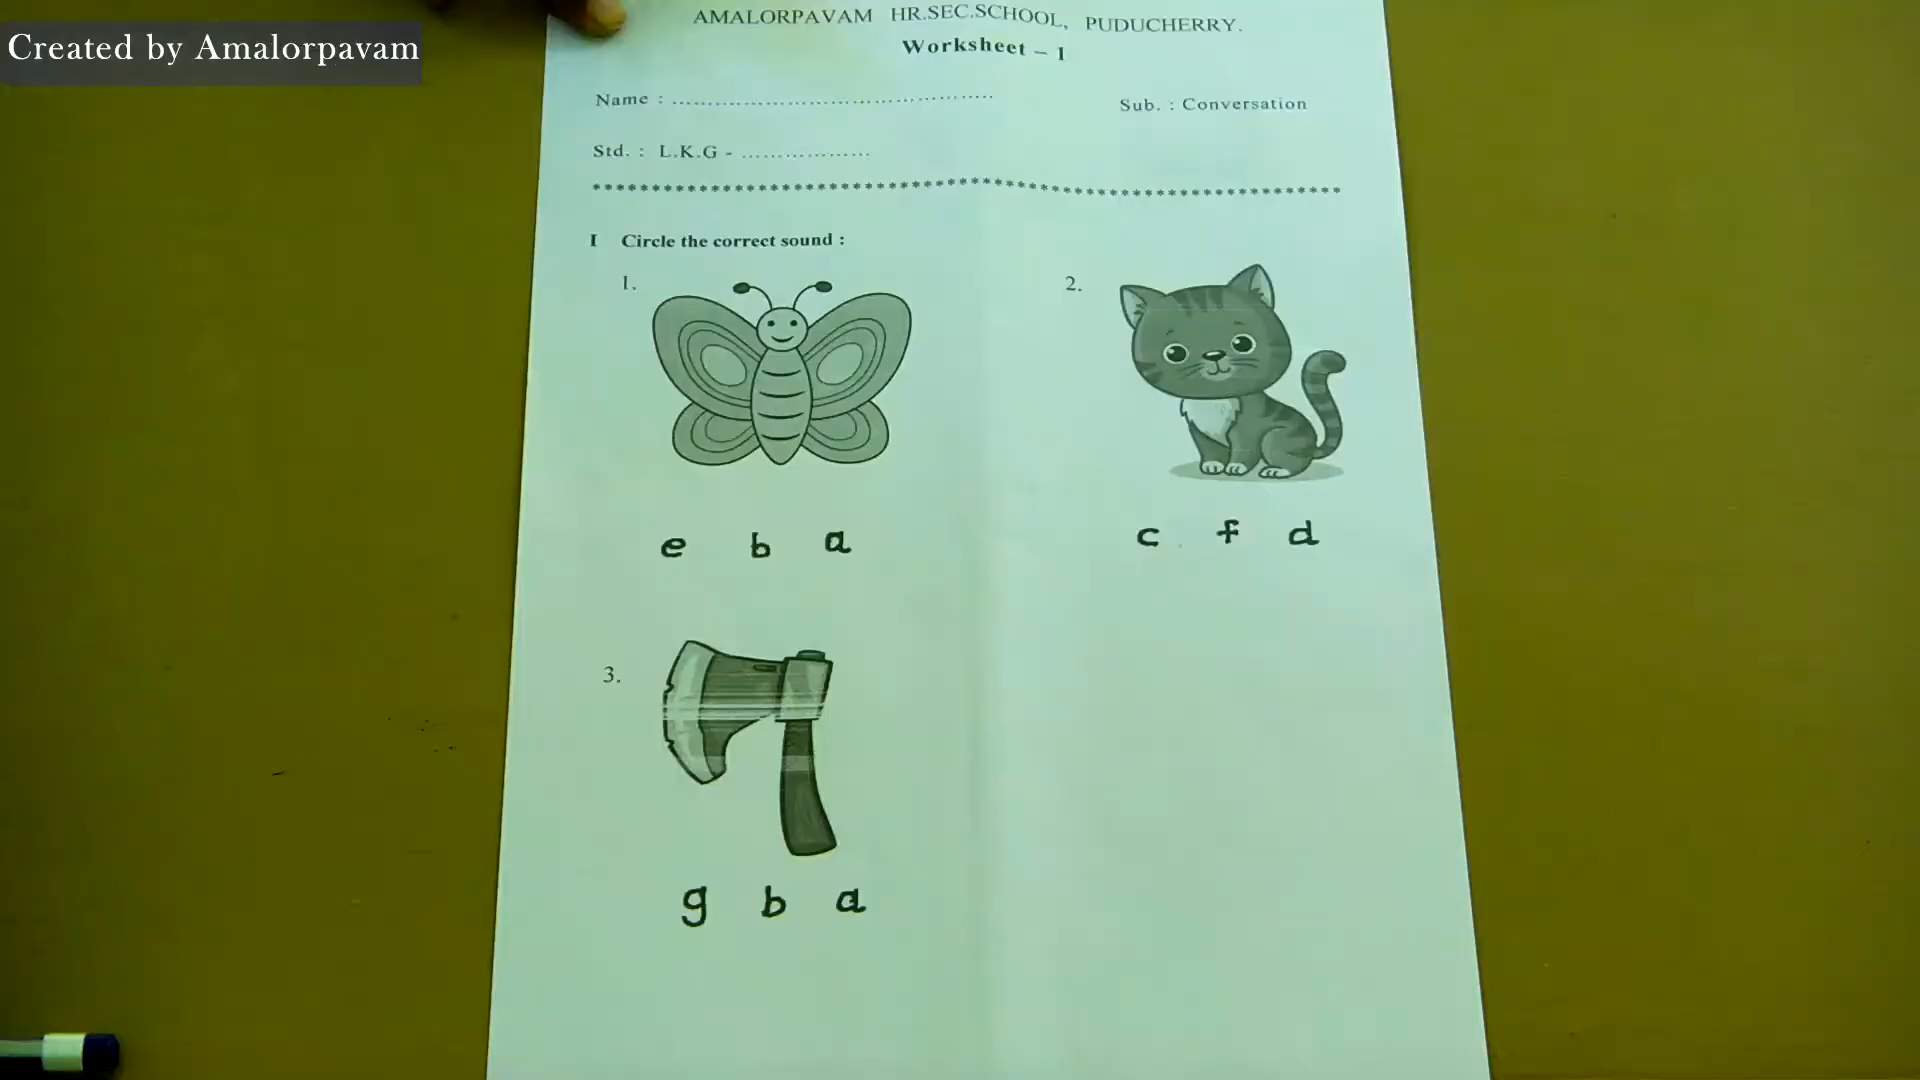 Created by Amalorpavam
AMALORPAVAM HR.SEC.SCHOOL, PUDUCHERRY.
Worksheet – 1
Name : ................................................
Sub. : Conversation
Std. : L.K.G - ..................
****************************************************************
I Circle the correct sound :
1.
2.
e b a
c f d
3.
g b a